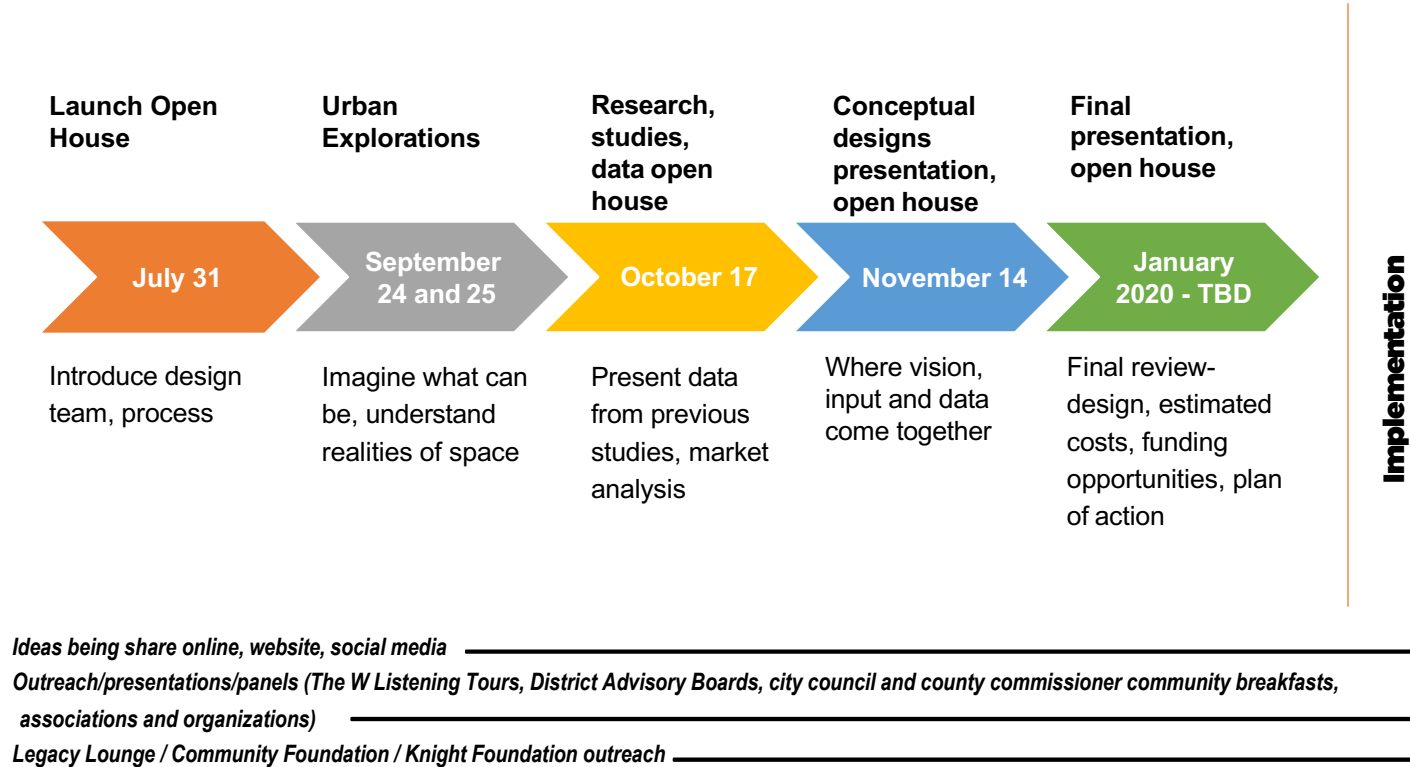 Launch Open
House
Urban
Explorations
Research,
studies,
data open
house
Conceptual
designs
presentation,
open house
Final
presentation,
open house
July 31
September
24 and 25
October 17
November 14
January
2020 - TBD
Introduce design
team, process
Imagine what can
be, understand
realities of space
Present data
from previous
studies, market
analysis
Where vision,
input and data
come together
Final review-
design, estimated
costs, funding
opportunities, plan
of action
Implementation
Ideas being share online, website, social media
Outreach/presentations/panels (The W Listening Tours, District Advisory Boards, city council and county commissioner community breakfasts,
associations and organizations)
Legacy Lounge / Community Foundation / Knight Foundation outreach